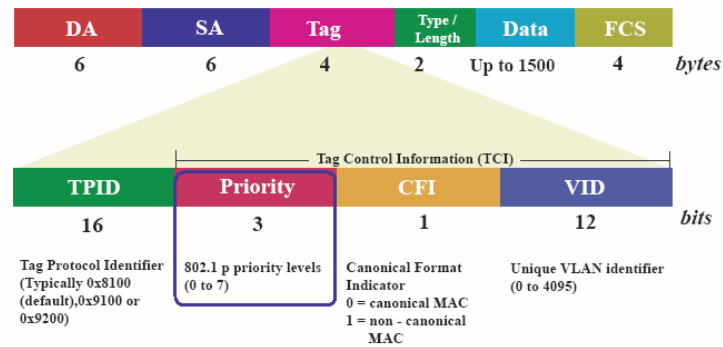 DA SA Tag Type / Length Data FCS
6 6 4 2 Up to 1500 4 bytes
Tag Control Information (TCI)
TPID Priority CFI VID
16 3 1 12 bits
Tag Protocol Identifier
(Typically 0x8100
(default),0x9100 or
0x9200)
802.1 p priority levels
(0 to 7)
Canonical Format
Indicator
0 = canonical MAC
1 = non - canonical
MAC
Unique VLAN identifier
(0 to 4095)